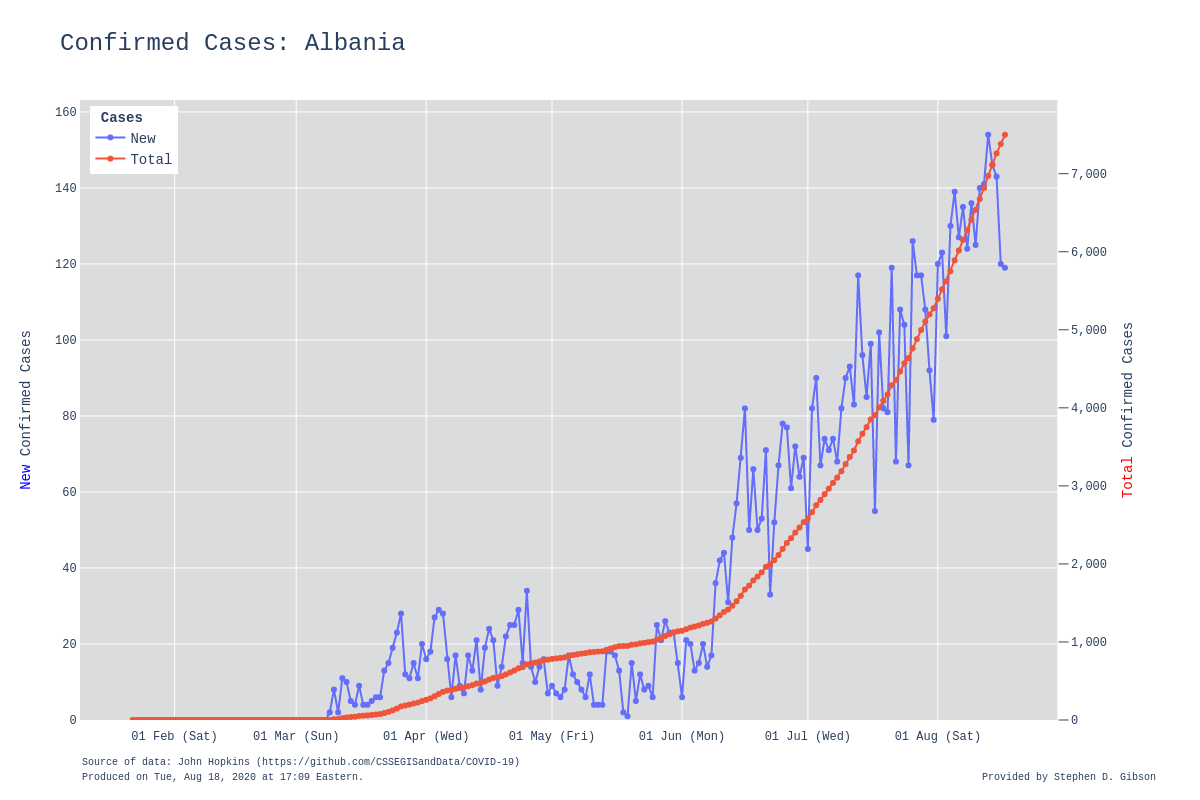 Confirmed Cases: Albania
Cases
New
Total
160
140
120
100
80
60
40
20
0
7,000
6,000
5,000
4,000
3,000
2,000
1,000
0
New Confirmed Cases
Total Confirmed Cases
01 Feb (Sat) 01 Mar (Sun) 01 Apr (Wed) 01 May (Fri) 01 Jun (Mon) 01 Jul (Wed) 01 Aug (Sat)
Source of data: John Hopkins (https://github.com/CSSEGISandData/COVID-19)
Produced on Tue, Aug 18, 2020 at 17:09 Eastern.
Provided by Stephen D. Gibson